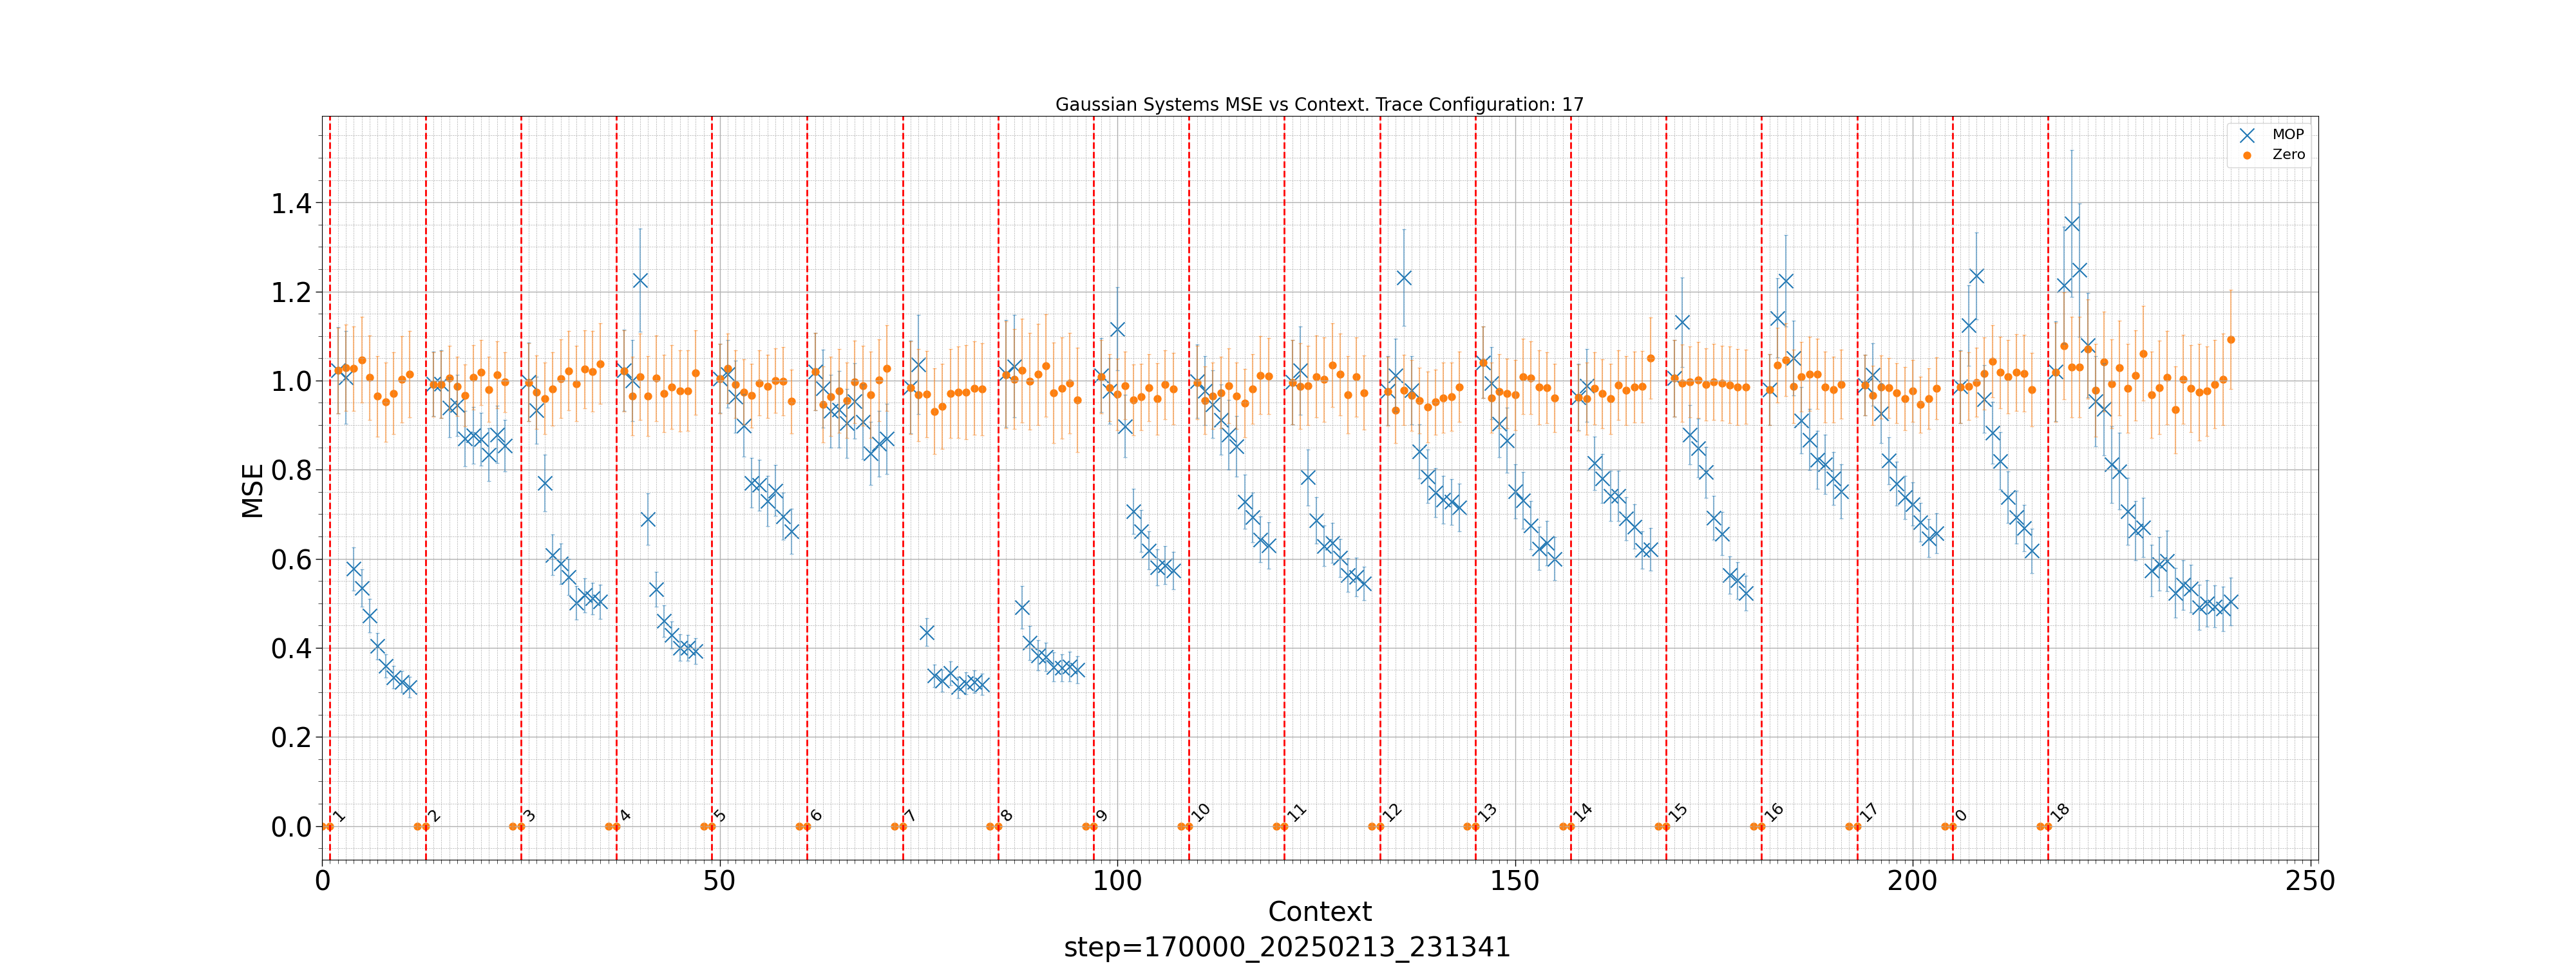 Gaussian Systems MSE vs Context. Trace Configuration: 17
MOP
Zero
MSE
1.4
1.2
1.0
0.8
0.6
0.4
0.2
0.0
1 2 3 4 5 6 7 8 9 10 11 12 13 14 15 16 17 0 18
0 50 100 150 200 250
Context
step=170000_20250213_231341